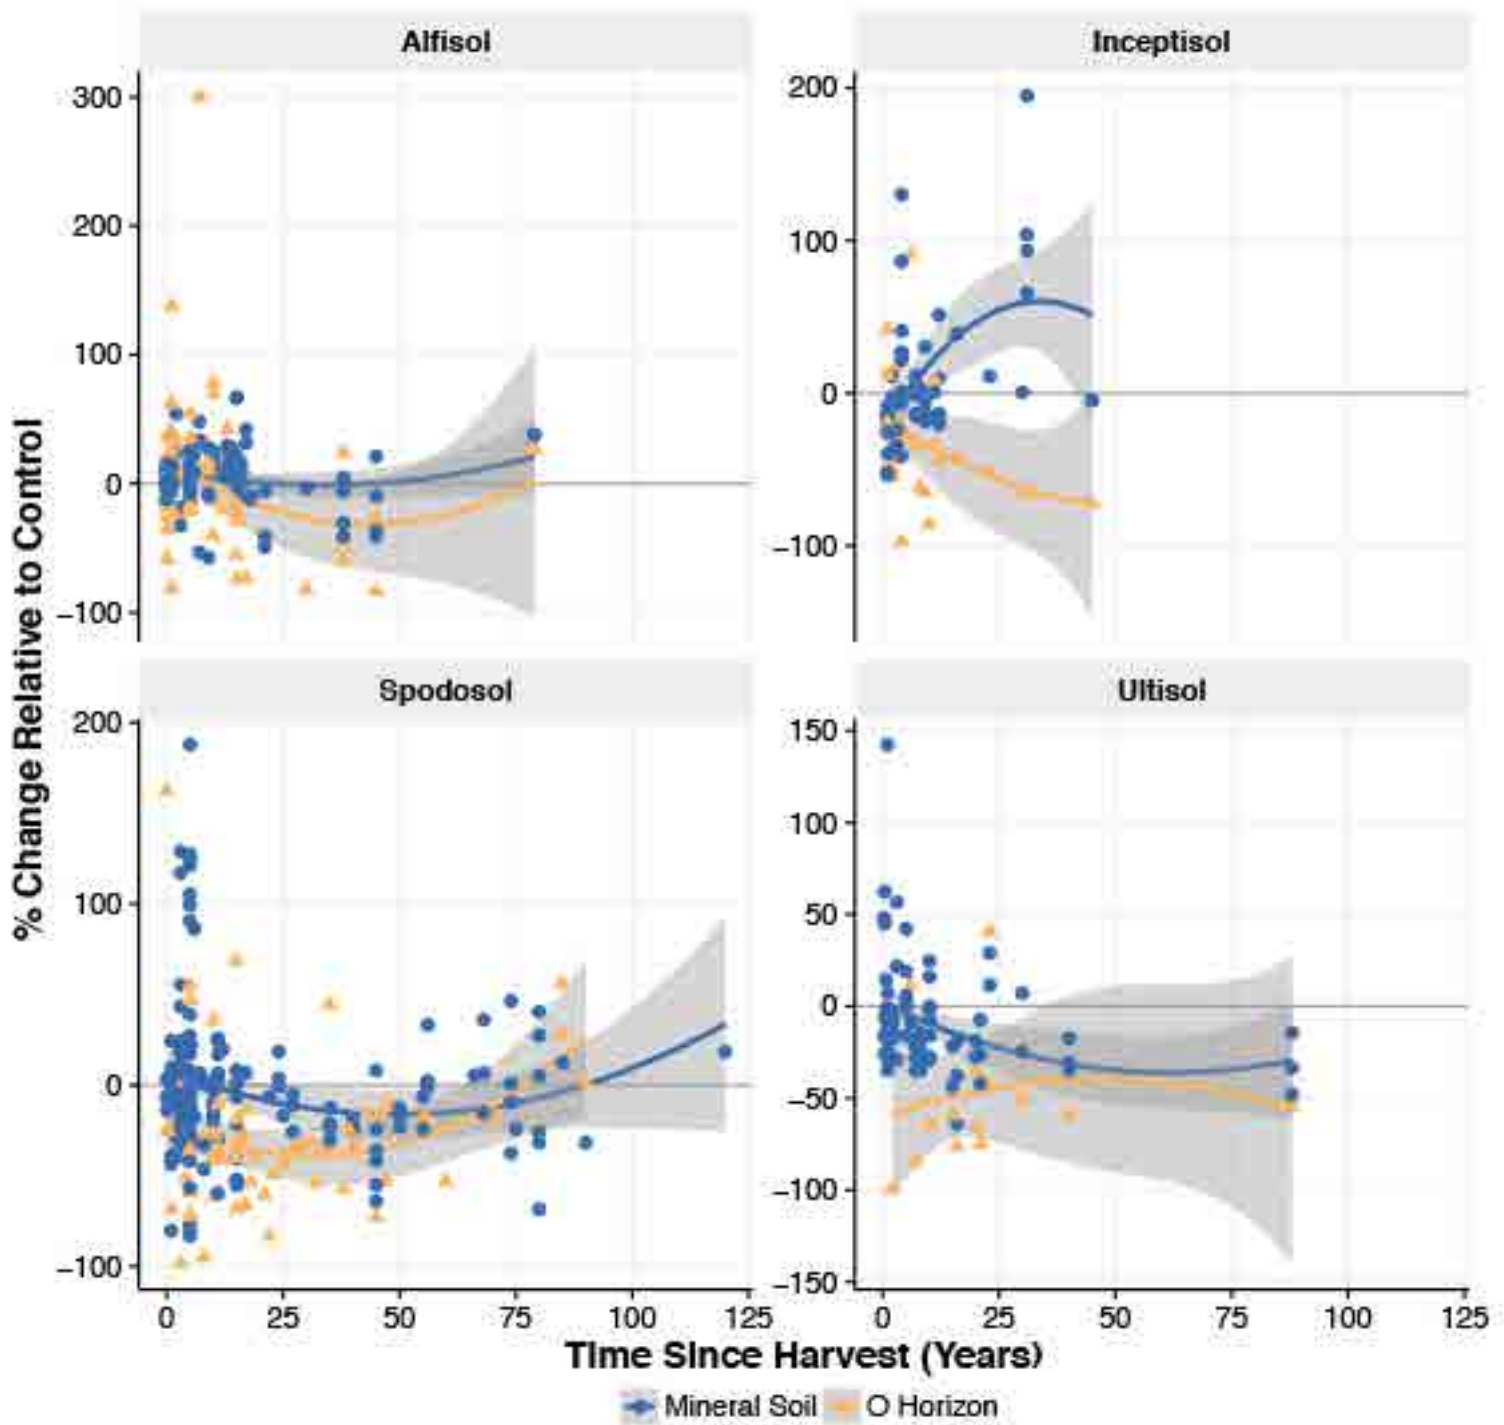 Alfisol
Inceptisol
300
200
100
0
−100
200
100
0
−100
% Change Relative to Control
Spodosol
Ultisol
200
100
0
−100
150
100
50
0
−50
−100
−150
0 25 50 75 100 125
0 25 50 75 100 125
Time Since Harvest (Years)
Mineral Soil O Horizon